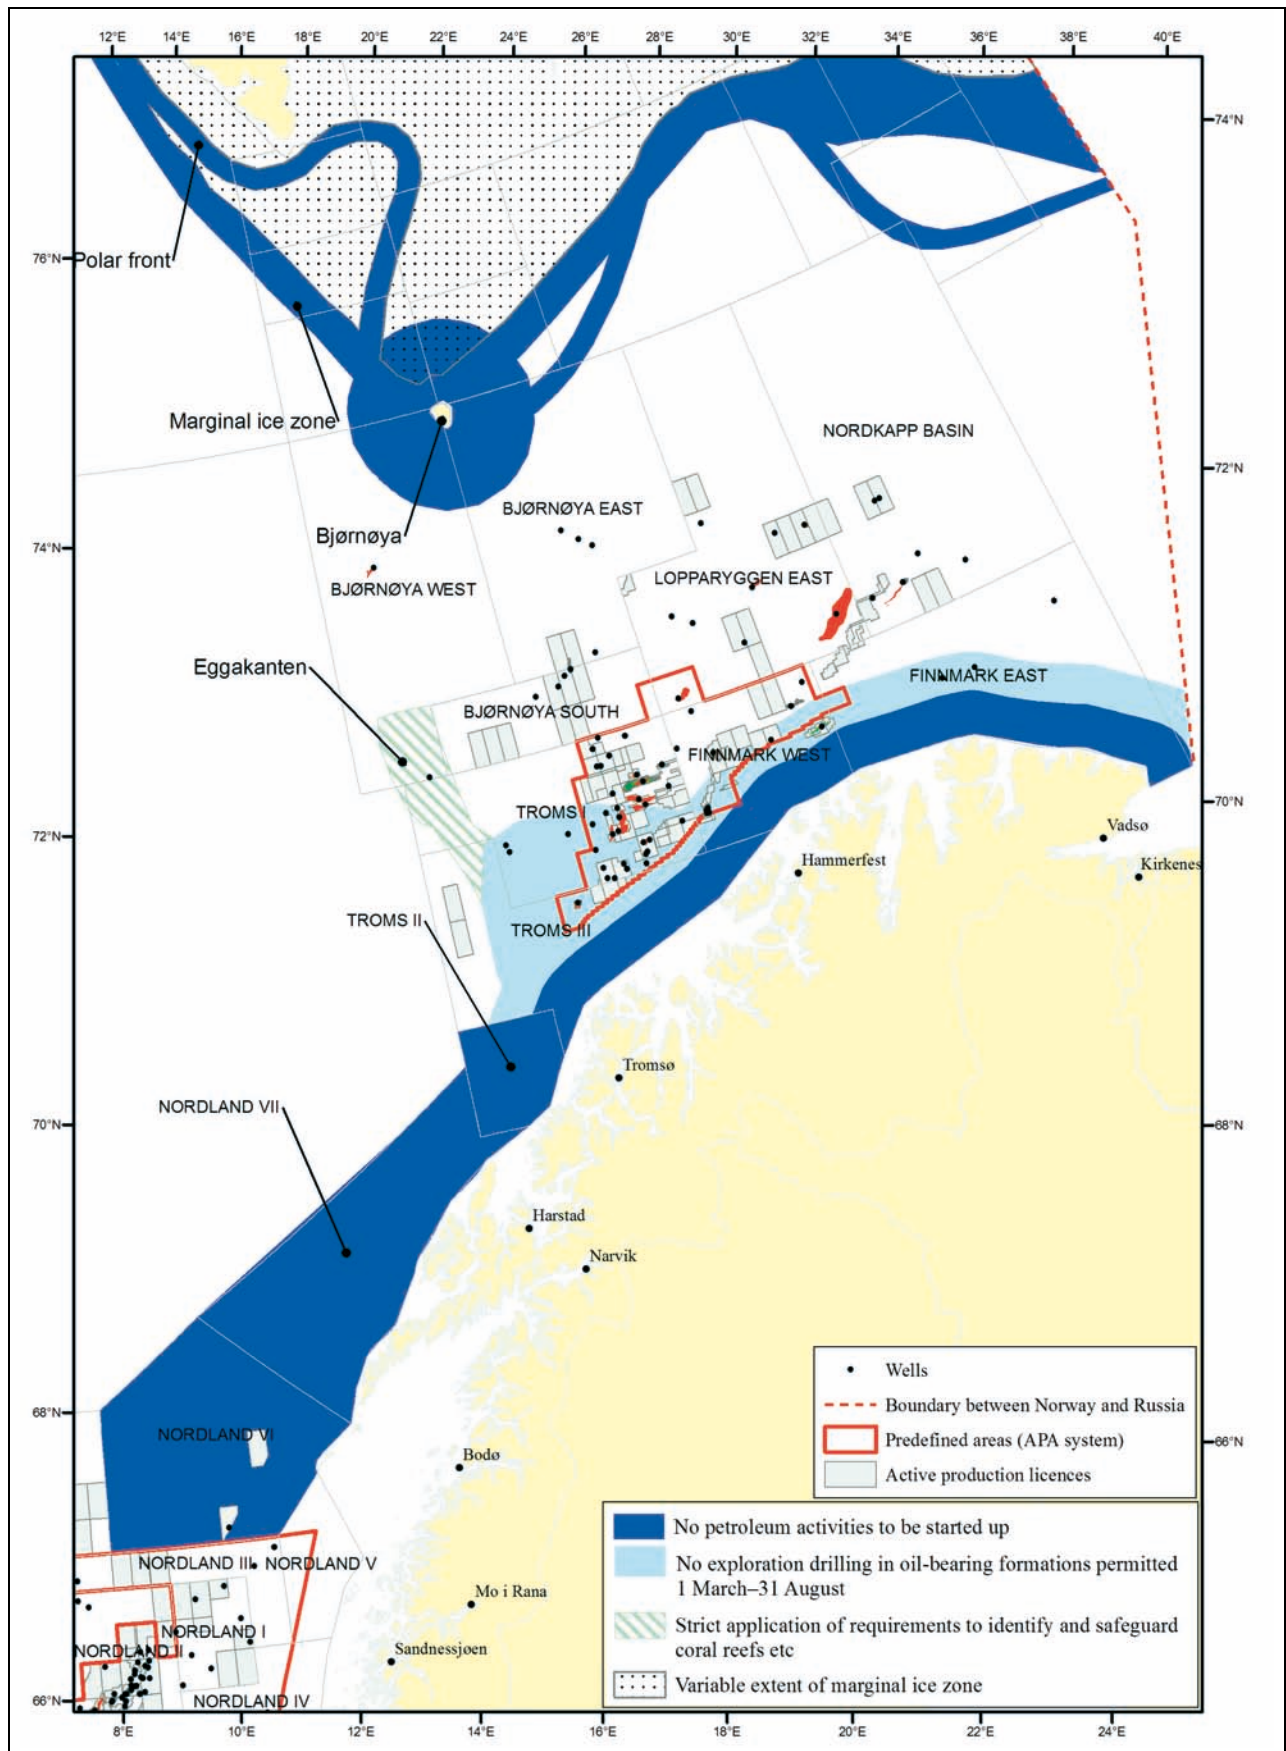 12°E 14°E 16°E 18°E 20°E 22°E 24°E 26°E 28°E 30°E 32°E 34°E 36°E 38°E 40°E
74°N
76°N
Polar front
Marginal ice zone
NORDKAPP BASIN
72°N
BJØRNØYA EAST
Bjørnøya
74°N
LOPPARYGGEN EAST
BJØRNØYA WEST
Eggakanten
FINNMARK EAST
BJØRNØYA SOUTH
FINNMARK WEST
70°N
TROMS I
Vadsø
72°N
Hammerfest
Kirkenes
TROMS II
TROMS III
Tromsø
NORDLAND VII
70°N
68°N
Harstad
Narvik
Wells
Boundary between Norway and Russia
68°N
NORDLAND VI
Predefined areas (APA system)
66°N
Bodø
Active production licences
No petroleum activities to be started up
NORDLAND III NORDLAND V
No exploration drilling in oil-bearing formations permitted
1 March–31 August
Mo i Rana
Strict application of requirements to identify and safeguard
coral reefs etc
NORDLAND I
NORDLAND II
Sandnessjøen
Variable extent of marginal ice zone
NORDLAND IV
66°N
8°E 10°E 12°E 14°E 16°E 18°E 20°E 22°E 24°E